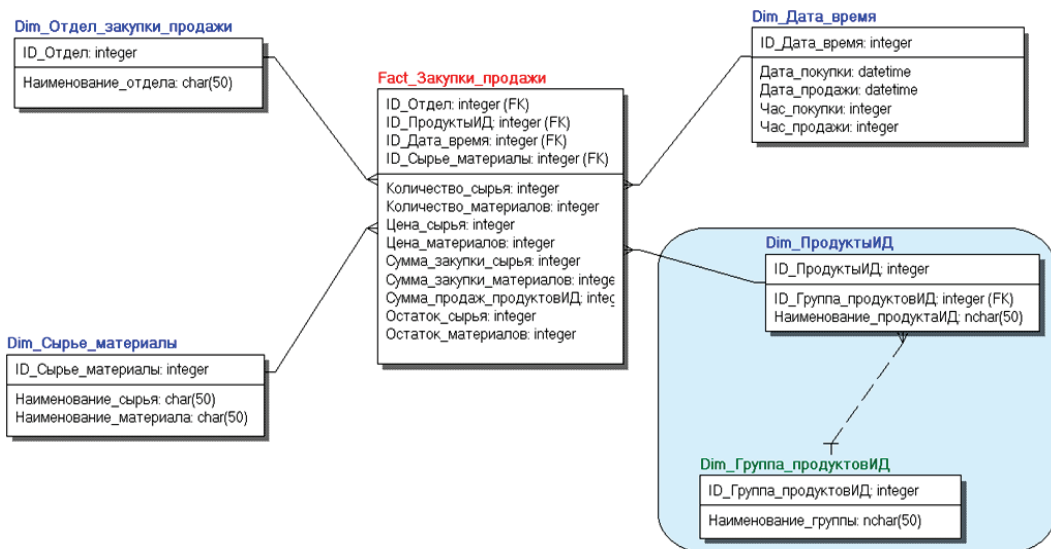 Dim_Отдел_закупки_продажи
ID_Отдел: integer
Наименование_отдела: char(50)
Dim_Дата_время
ID_Дата_время: integer
Дата_покупки: datetime
Дата_продажи: datetime
Час_покупки: integer
Час_продажи: integer
Fact_Закупки_продажи
ID_Отдел: integer (FK)
ID_ПродуктыИД: integer (FK)
ID_Дата_время: integer (FK)
ID_Сырье_материалы: integer (FK)
Количество_сырья: integer
Количество_материалов: integer
Цена_сырья: integer
Цена_материалов: integer
Сумма_закупки_сырья: integer
Сумма_закупки_материалов: intege
Сумма_продаж_продуктовИД: integ
Остаток_сырья: integer
Остаток_материалов: integer
Dim_Сырье_материалы
ID_Сырье_материалы: integer
Наименование_сырья: char(50)
Наименование_материала: char(50)
Dim_ПродуктыИД
ID_ПродуктыИД: integer
ID_Группа_продуктовИД: integer (FK)
Наименование_продуктаИД: nchar(50)
Dim_Группа_продуктовИД
ID_Группа_продуктовИД: integer
Наименование_группы: nchar(50)